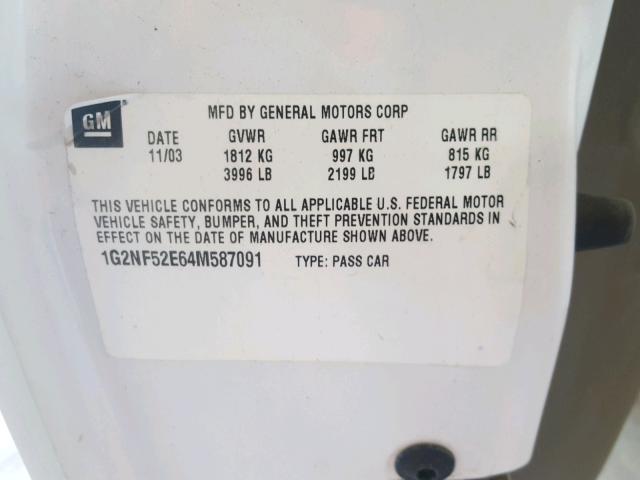 GM
MFD BY GENERAL MOTORS CORP
DATE GVWR GAWR FRT GAWR RR
11/03 1812 KG 997 KG 815 KG
3996 LB 2199 LB 1797 LB
THIS VEHICLE CONFORMS TO ALL APPLICABLE U.S. FEDERAL MOTOR
VEHICLE SAFETY, BUMPER, AND THEFT PREVENTION STANDARDS IN
EFFECT ON THE DATE OF MANUFACTURE SHOWN ABOVE.
1G2NF52E64M587091 TYPE: PASS CAR